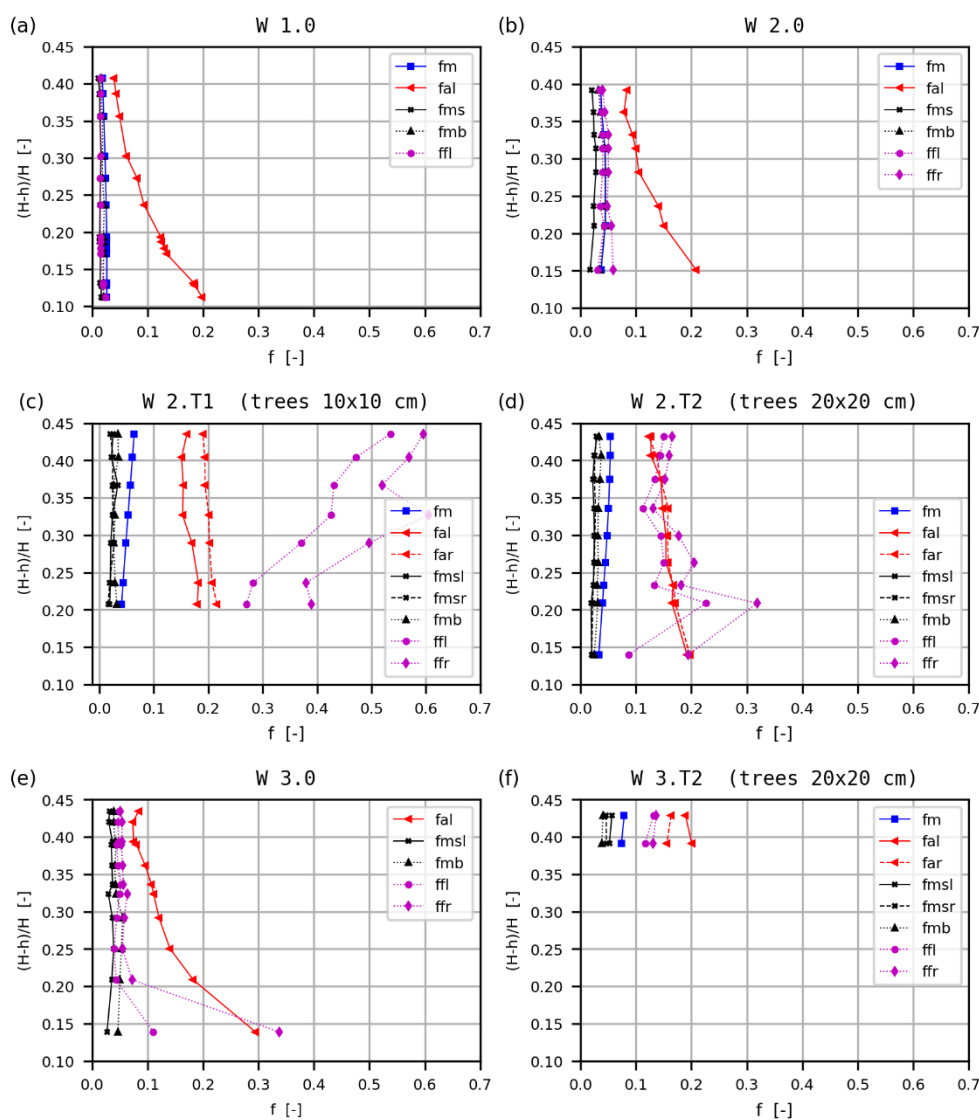 (a) W 1.0
0.45
0.40
0.35
0.30
0.25
0.20
0.15
0.10
(H-h)/H [-]
fm
fal
fms
fmb
ffl
0.0 0.1 0.2 0.3 0.4 0.5 0.6 0.7
f [-]
(b) W 2.0
0.45
0.40
0.35
0.30
0.25
0.20
0.15
0.10
(H-h)/H [-]
fm
fal
fms
fmb
ffl
ffr
0.0 0.1 0.2 0.3 0.4 0.5 0.6 0.7
f [-]
(c) W 2.T1 (trees 10x10 cm)
0.45
0.40
0.35
0.30
0.25
0.20
0.15
0.10
(H-h)/H [-]
fm
fal
far
fmsl
fmsr
fmb
ffl
ffr
0.0 0.1 0.2 0.3 0.4 0.5 0.6 0.7
f [-]
(d) W 2.T2 (trees 20x20 cm)
0.45
0.40
0.35
0.30
0.25
0.20
0.15
0.10
(H-h)/H [-]
fm
fal
far
fmsl
fmsr
fmb
ffl
ffr
0.0 0.1 0.2 0.3 0.4 0.5 0.6 0.7
f [-]
(e) W 3.0
0.45
0.40
0.35
0.30
0.25
0.20
0.15
0.10
(H-h)/H [-]
fal
fmsl
fmb
ffl
ffr
0.0 0.1 0.2 0.3 0.4 0.5 0.6 0.7
f [-]
(f) W 3.T2 (trees 20x20 cm)
0.45
0.40
0.35
0.30
0.25
0.20
0.15
0.10
(H-h)/H [-]
fm
fal
far
fmsl
fmsr
fmb
ffl
ffr
0.0 0.1 0.2 0.3 0.4 0.5 0.6 0.7
f [-]